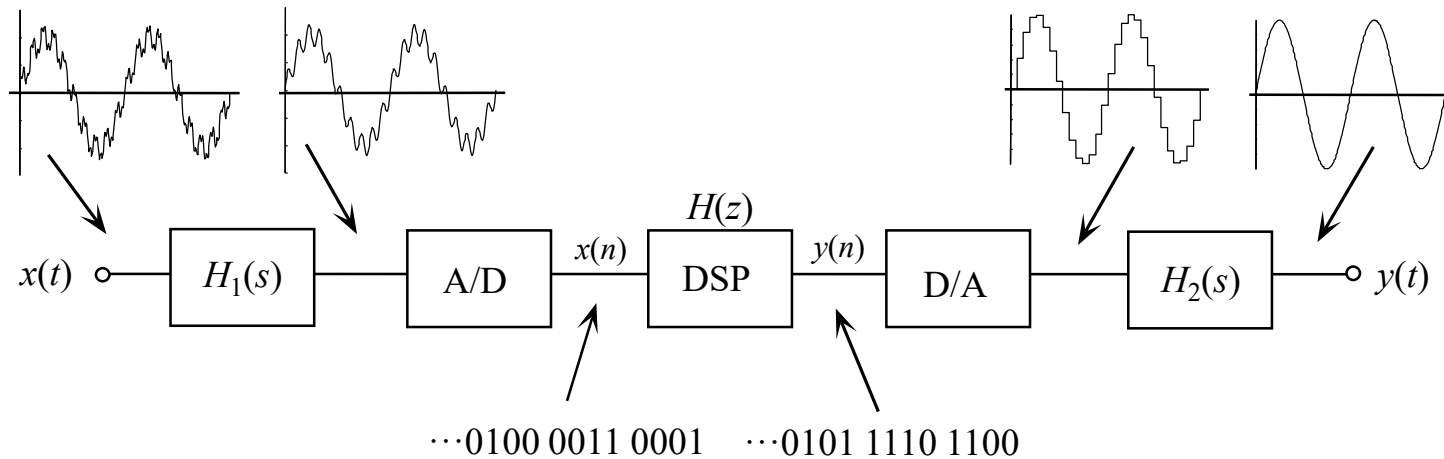 H(z)
x(t) H₁(s) A/D x(n) DSP y(n) D/A H₂(s) y(t)
···0100 0011 0001 ···0101 1110 1100